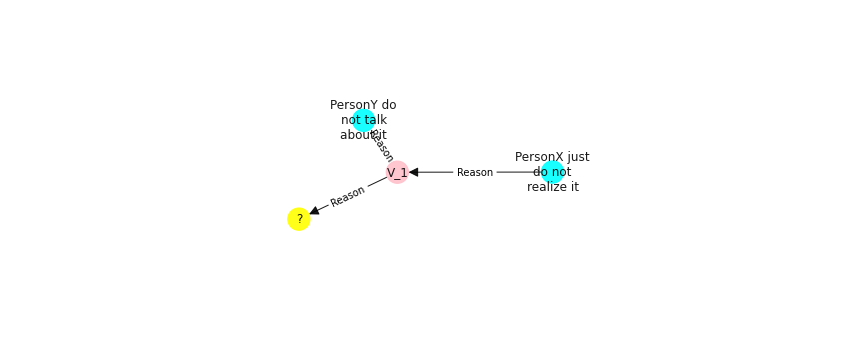 PersonY do
not talk
about it
Reason
PersonX just
do not
realize it
Reason
V_1
Reason
?